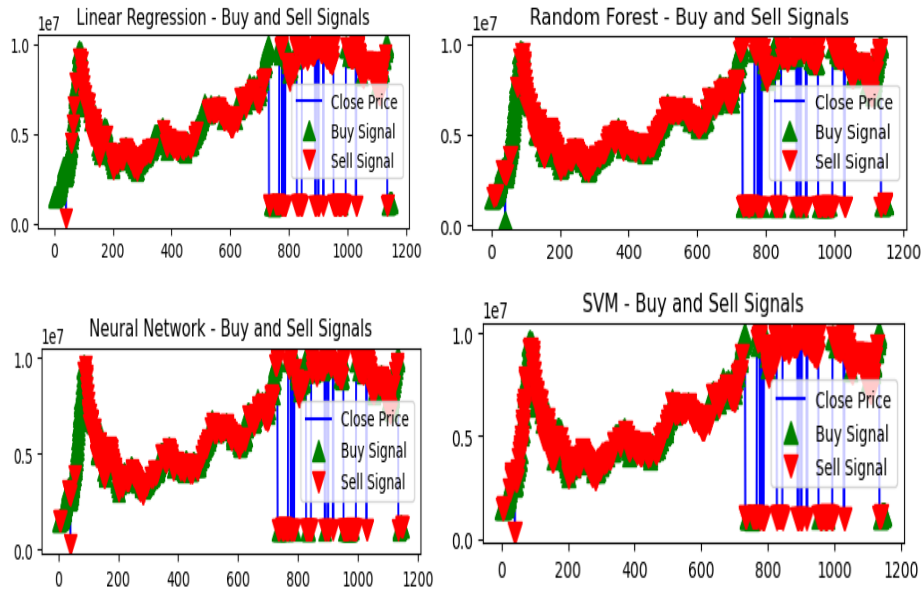 Linear Regression - Buy and Sell Signals
1e7
1.0
0.5
0.0
Close Price
Buy Signal
Sell Signal
0 200 400 600 800 1000 1200
Random Forest - Buy and Sell Signals
1e7
1.0
0.5
0.0
Close Price
Buy Signal
Sell Signal
0 200 400 600 800 1000 1200
Neural Network - Buy and Sell Signals
1e7
1.0
0.5
0.0
Close Price
Buy Signal
Sell Signal
0 200 400 600 800 1000 1200
SVM - Buy and Sell Signals
1e7
1.0
0.5
0.0
Close Price
Buy Signal
Sell Signal
0 200 400 600 800 1000 1200